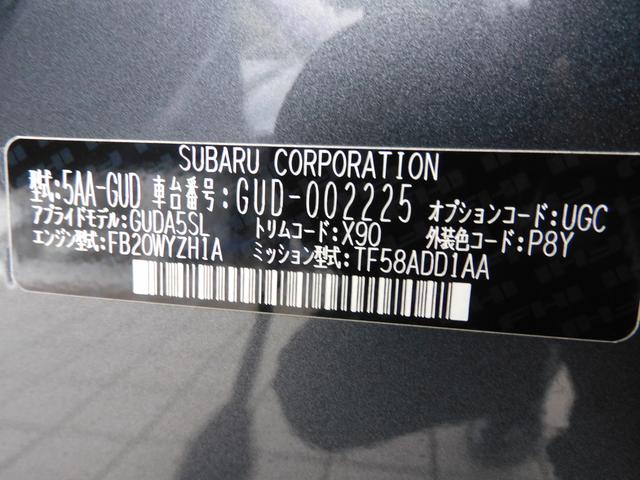 SUBARU CORPORATION
型式:5AA-GUD 車台番号:GUD-002225 オプションコード:UGC
アプライドモデル:GUDA5SL トリムコード:X90 外装色コード:P8Y
エンジン型式:FB20WYZH1A ミッション型式:TF58ADD1AA